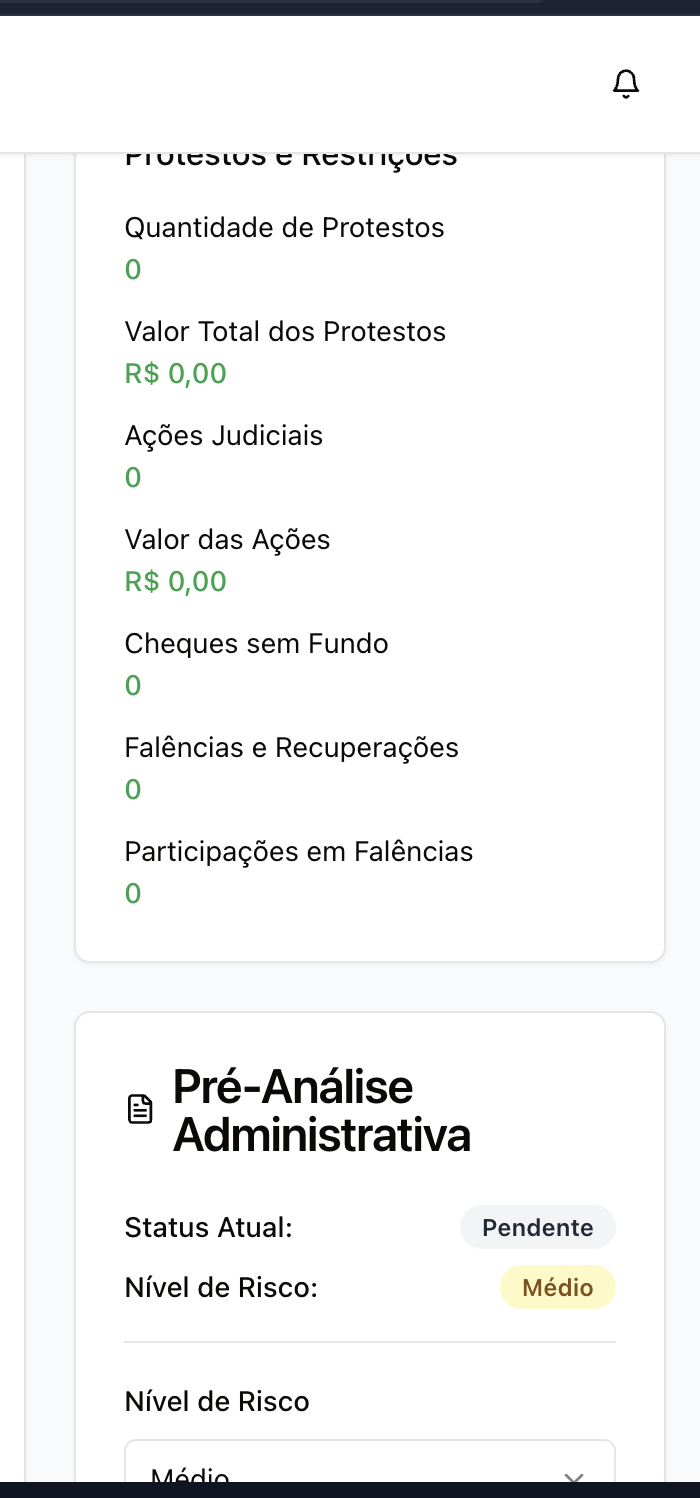 Protestos e Restrições
Quantidade de Protestos
0
Valor Total dos Protestos
R$ 0,00
Ações Judiciais
0
Valor das Ações
R$ 0,00
Cheques sem Fundo
0
Falências e Recuperações
0
Participações em Falências
0
Pré-Análise
Administrativa
Status Atual: Pendente
Nível de Risco: Médio
Nível de Risco
Médio